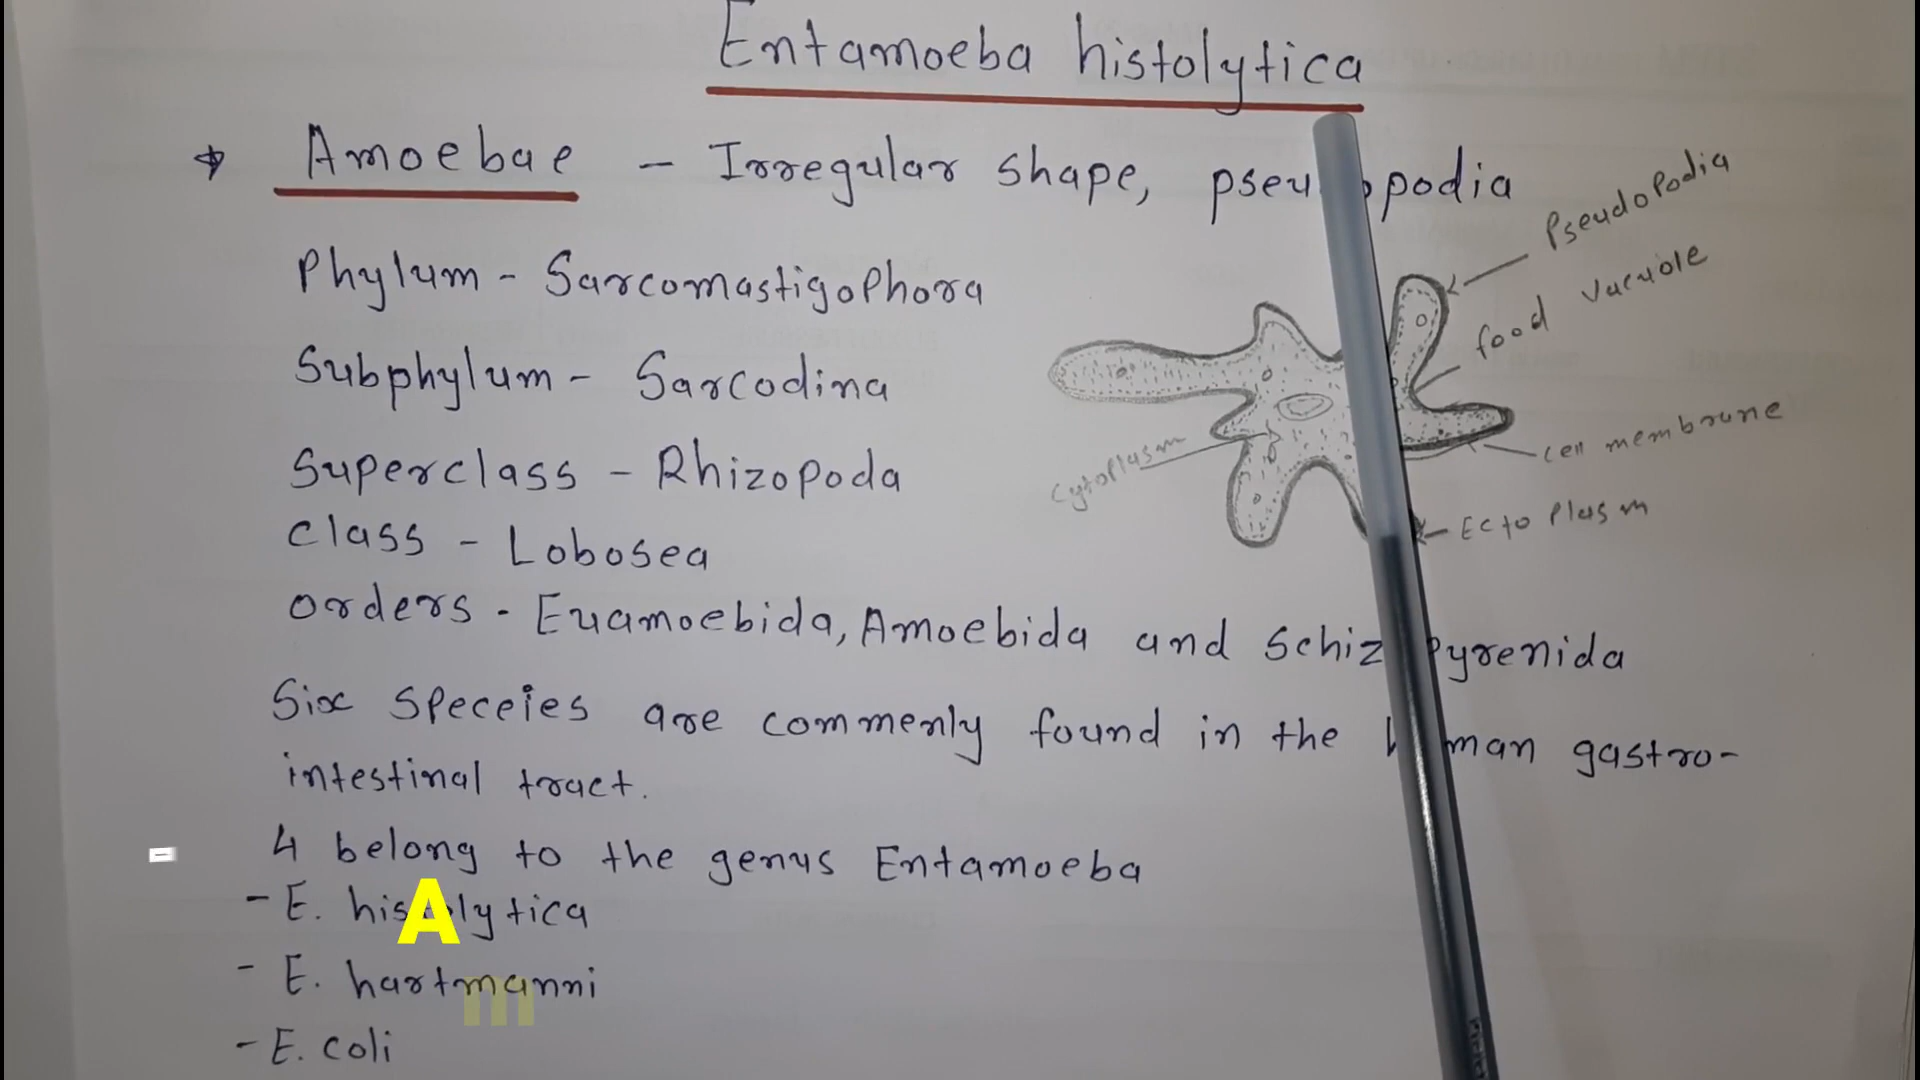 Entamoeba histolytica
Amoebae - Irregular shape, pseu podia
Phylum - Sarcomastigophora
Subphylum - Sarcodina
Superclass - Rhizopoda
Class - Lobosea
Orders - Euamoebida, Amoebida and Schiz pyrenida
Six Speceies are commenly found in the h man gastro-
intestinal tract.
4 belong to the genus Entamoeba
- E. histolytica
- E. hartmanni
- E. coli
Pseudopodia
food vacuole
Cell membrane
Ecto Plasm
Cytoplasm
A
m